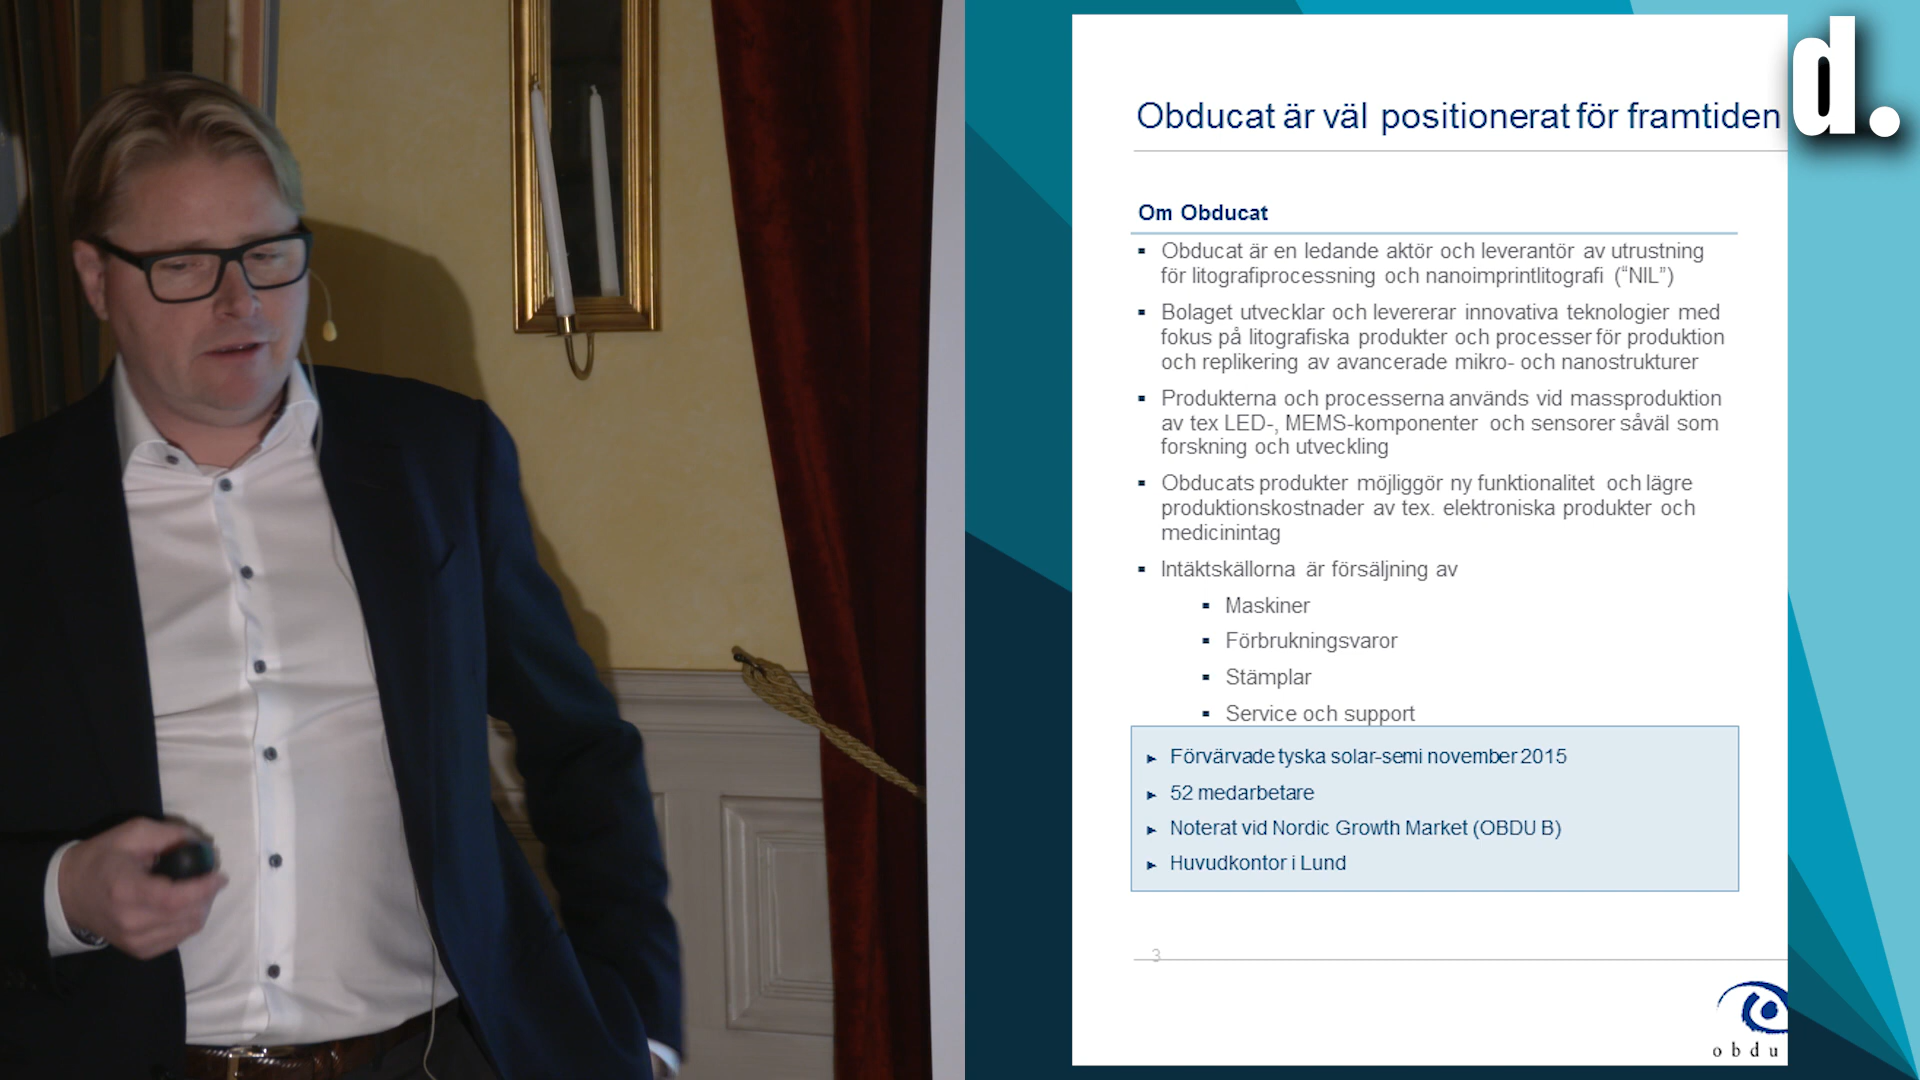 d.
Obducat är väl positionerat för framtiden
Om Obducat
▪ Obducat är en ledande aktör och leverantör av utrustning
för litografiprocessning och nanoimprintlitografi (“NIL”)
▪ Bolaget utvecklar och levererar innovativa teknologier med
fokus på litografiska produkter och processer för produktion
och replikering av avancerade mikro- och nanostrukturer
▪ Produkterna och processerna används vid massproduktion
av tex LED-, MEMS-komponenter och sensorer såväl som
forskning och utveckling
▪ Obducats produkter möjliggör ny funktionalitet och lägre
produktionskostnader av tex. elektroniska produkter och
medicinintag
▪ Intäktskällorna är försäljning av
▪ Maskiner
▪ Förbrukningsvaror
▪ Stämplar
▪ Service och support
► Förvärvade tyska solar-semi november 2015
► 52 medarbetare
► Noterat vid Nordic Growth Market (OBDU B)
► Huvudkontor i Lund
3
obdu